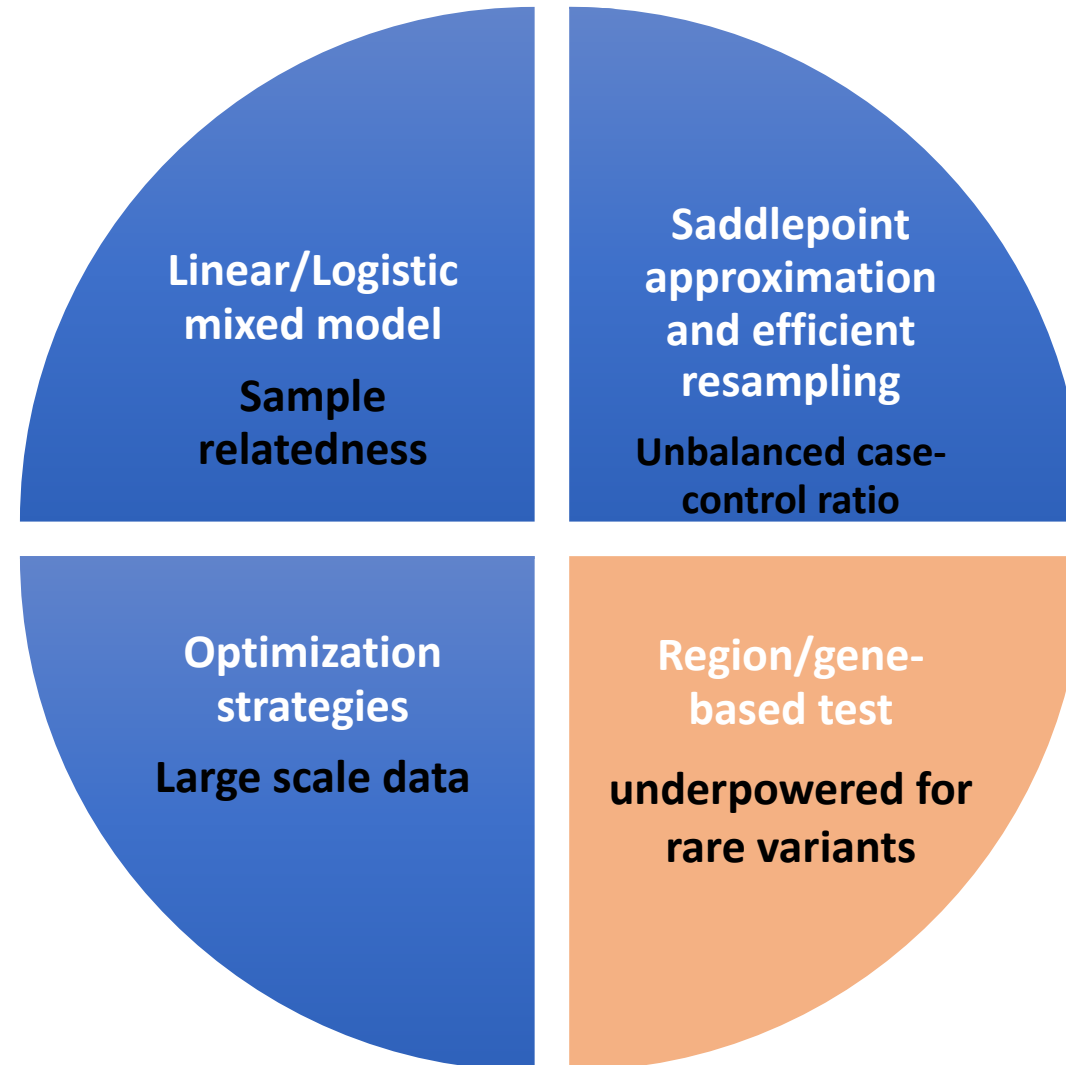 Linear/Logistic
mixed model
Sample
relatedness
Saddlepoint
approximation
and efficient
resampling
Unbalanced case-
control ratio
Optimization
strategies
Large scale data
Region/gene-
based test
underpowered for
rare variants